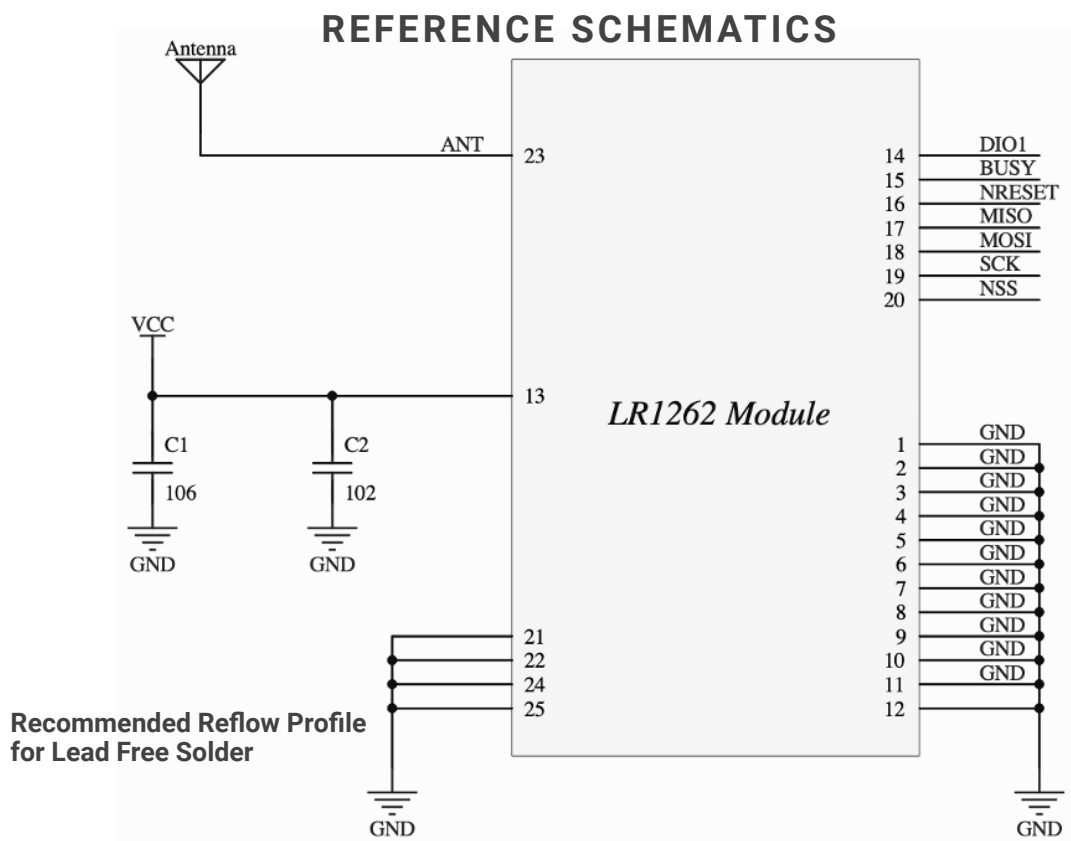 REFERENCE SCHEMATICS
Antenna
ANT
23
14
DIO1
15
BUSY
16
NRESET
17
MISO
18
MOSI
19
SCK
20
NSS
VCC
13
LR1262 Module
C1
106
GND
C2
102
GND
1
GND
2
GND
3
GND
4
GND
5
GND
6
GND
7
GND
8
GND
9
GND
10
GND
11
GND
12
21
22
24
25
Recommended Reflow Profile
for Lead Free Solder
GND
GND